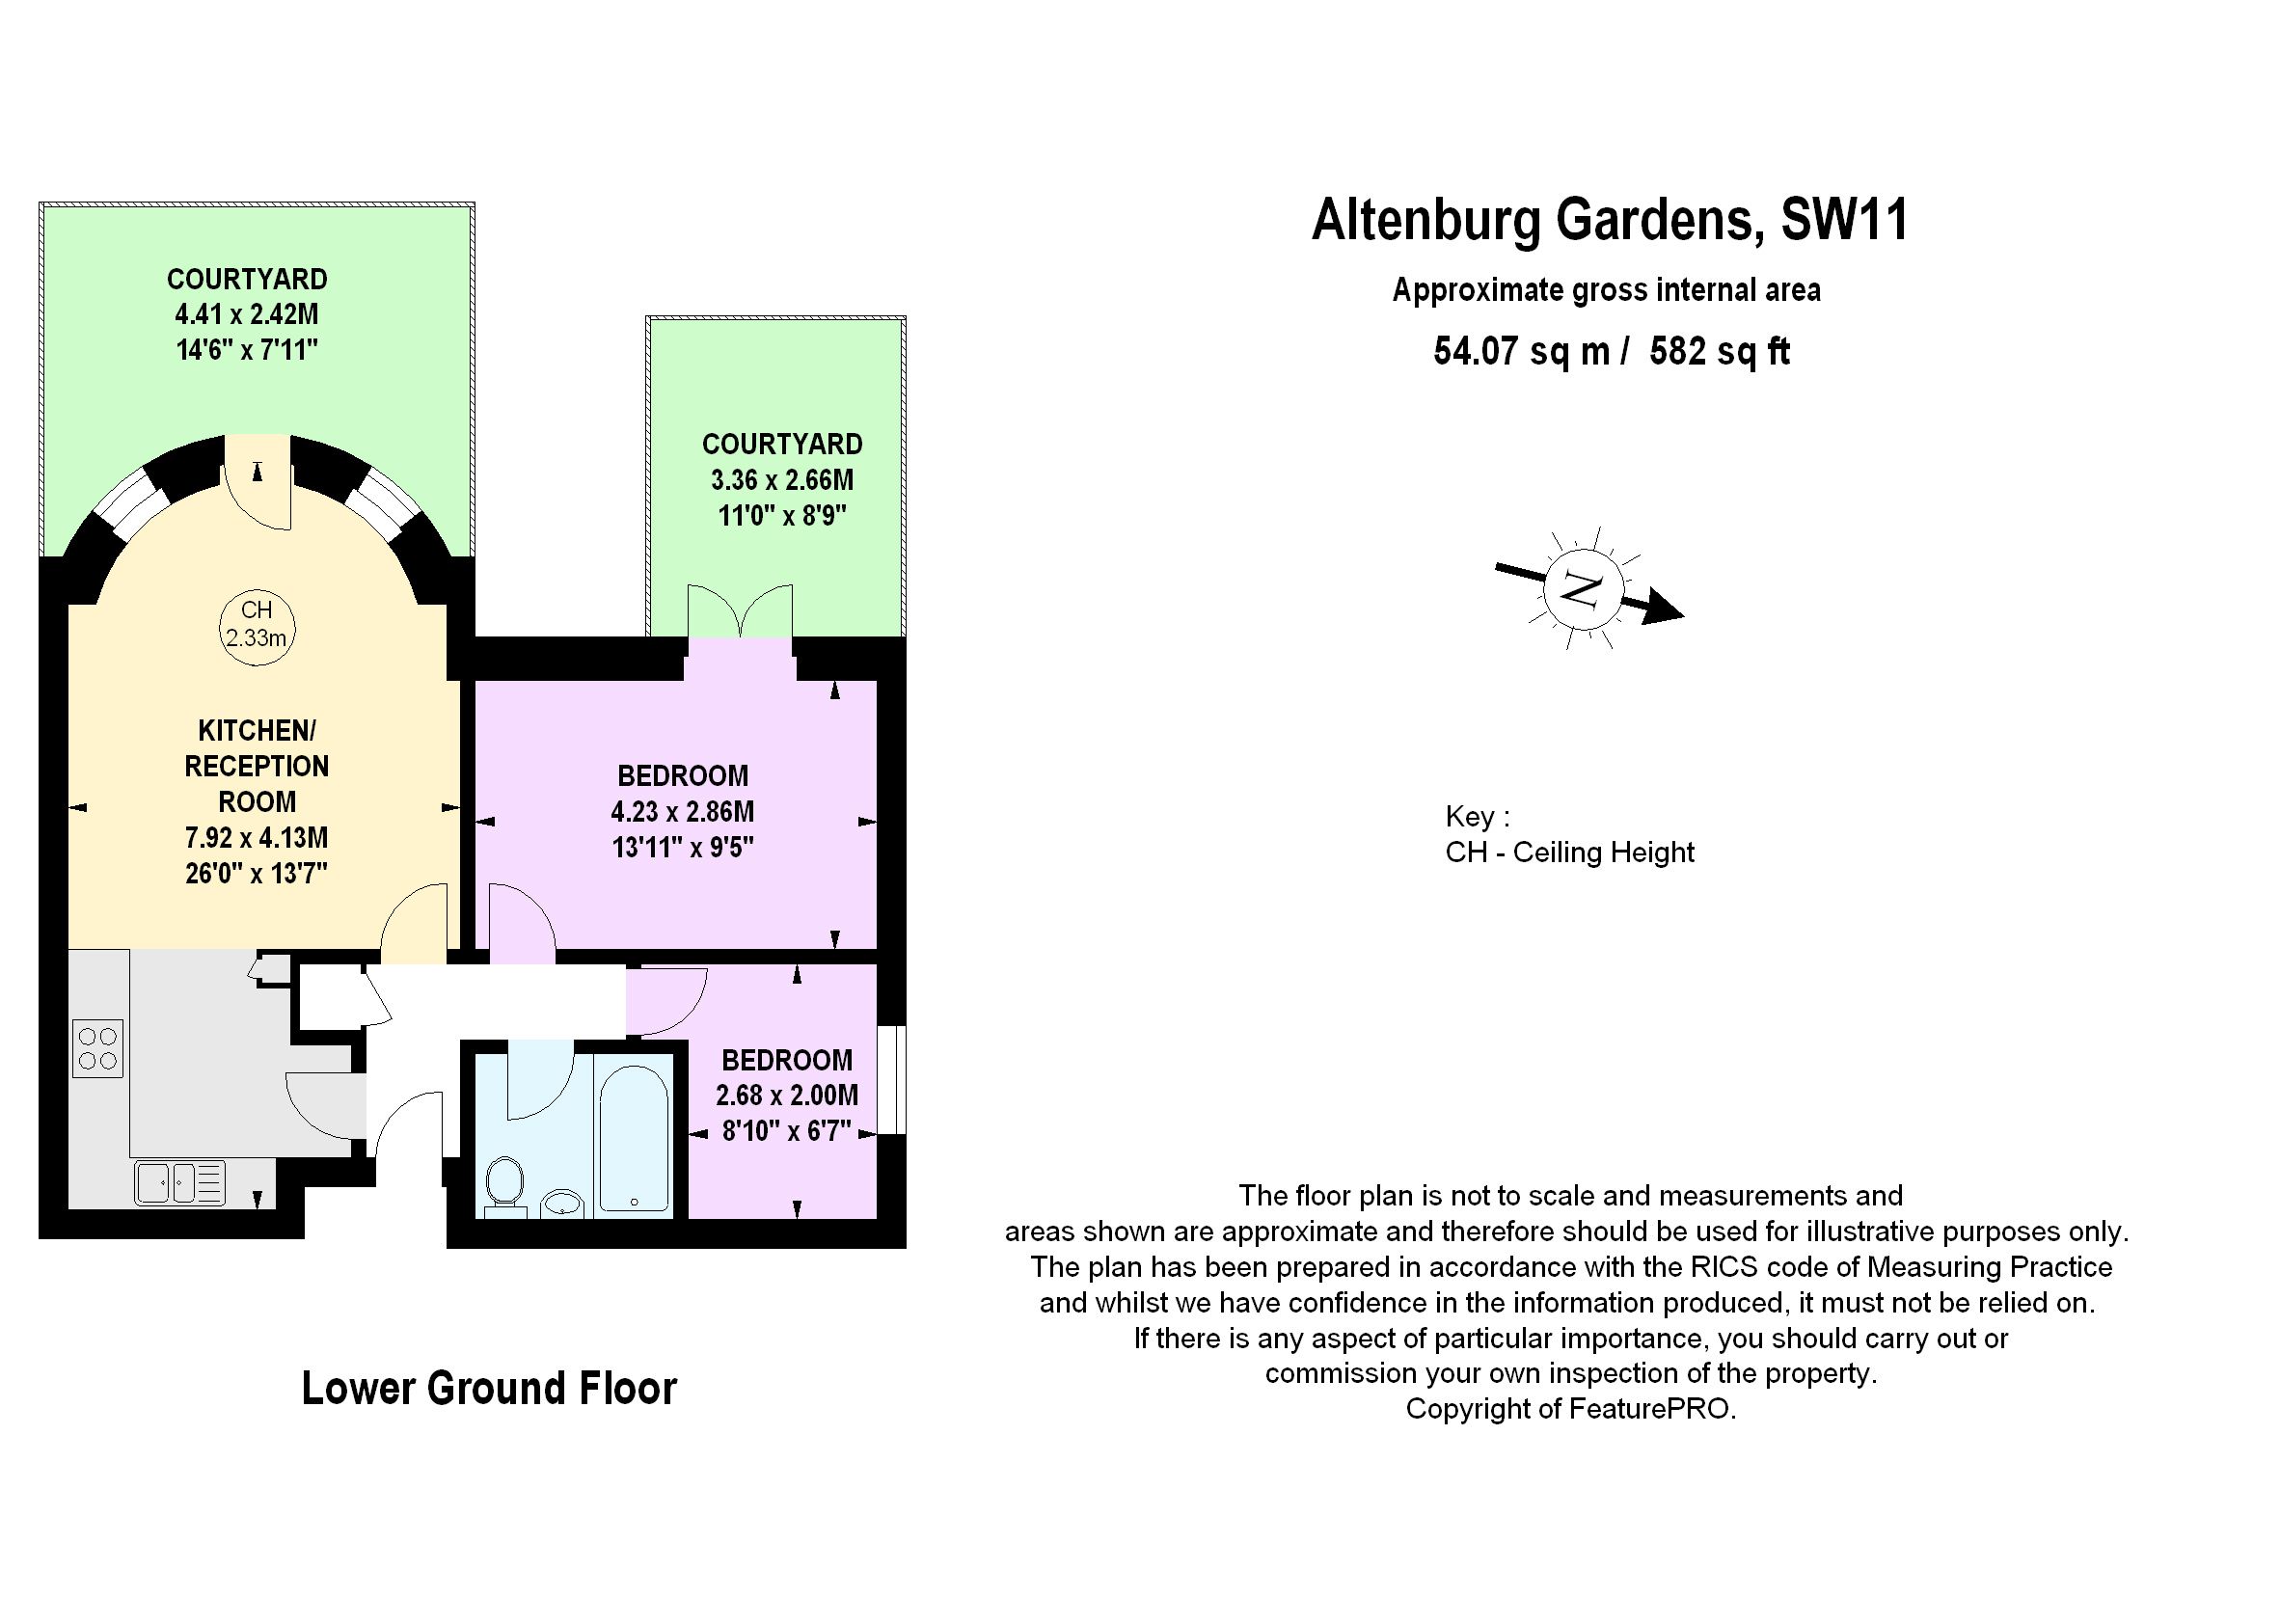 Altenburg Gardens, SW11
Approximate gross internal area
54.07 sq m /  582 sq ft
COURTYARD
4.41 x 2.42M
14'6" x 7'11"
COURTYARD
3.36 x 2.66M
11'0" x 8'9"
N
CH
2.33m
KITCHEN/
RECEPTION
ROOM
7.92 x 4.13M
26'0" x 13'7"
BEDROOM
4.23 x 2.86M
13'11" x 9'5"
Key :
CH - Ceiling Height
BEDROOM
2.68 x 2.00M
8'10" x 6'7"
The floor plan is not to scale and measurements and
areas shown are approximate and therefore should be used for illustrative purposes only.
The plan has been prepared in accordance with the RICS code of Measuring Practice
and whilst we have confidence in the information produced, it must not be relied on.
If there is any aspect of particular importance, you should carry out or
commission your own inspection of the property.
Copyright of FeaturePRO.
Lower Ground Floor